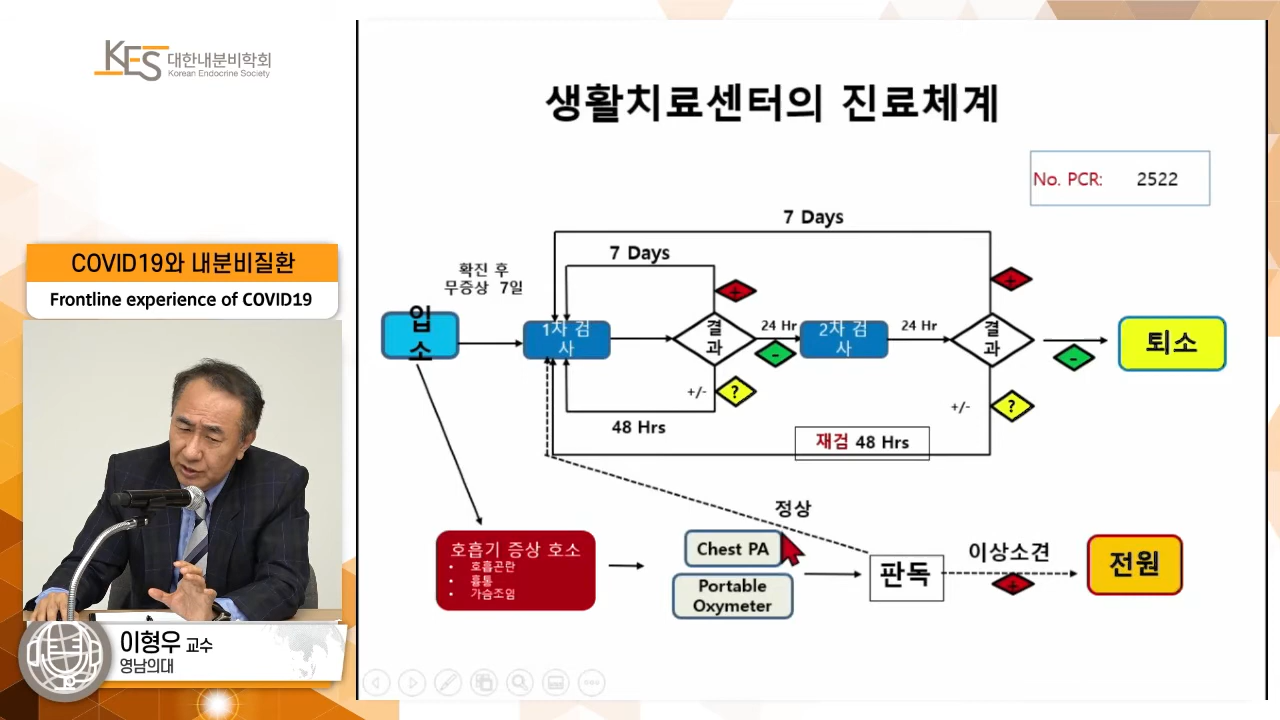 KES 대한내분비학회
Korean Endocrine Society
COVID19와 내분비질환
Frontline experience of COVID19
이형우 교수
영남의대
생활치료센터의 진료체계
No. PCR: 2522
7 Days
7 Days
확진 후
무증상 7일
입
소
1차 검
사
+
결
과
24 Hr
-
+/-
?
48 Hrs
2차 검
사
24 Hr
+
결
과
-
+/-
?
재검 48 Hrs
퇴소
호흡기 증상 호소
• 호흡곤란
• 흉통
• 가슴조임
정상
Chest PA
Portable
Oxymeter
판독
이상소견
+
전원